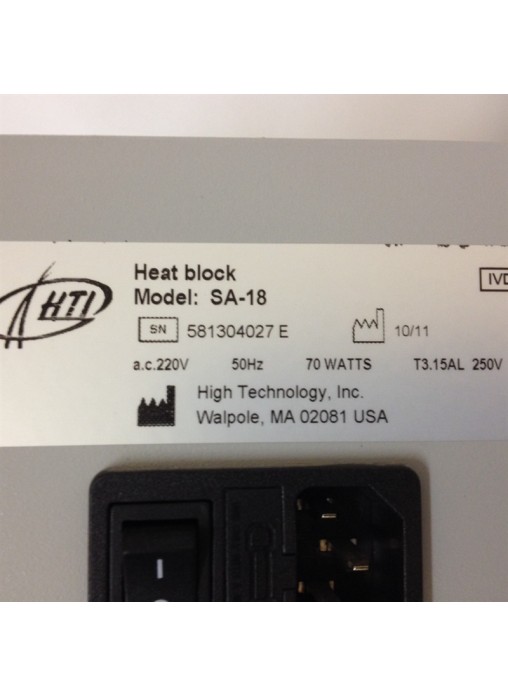 HTI
Heat block
Model: SA-18
IVD
SN 581304027 E 10/11
a.c.220V 50Hz 70 WATTS T3.15AL 250V
High Technology, Inc.
Walpole, MA 02081 USA